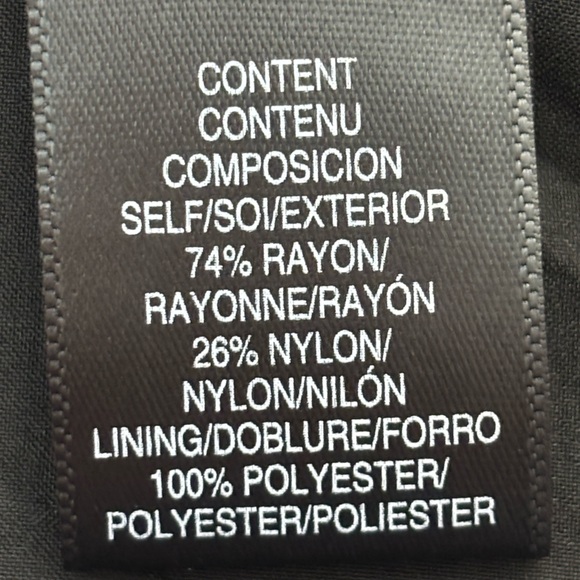 CONTENT
CONTENU
COMPOSICION
SELF/SOI/EXTERIOR
74% RAYON/
RAYONNE/RAYÓN
26% NYLON/
NYLON/NILÓN
LINING/DOBLURE/FORRO
100% POLYESTER/
POLYESTER/POLIESTER